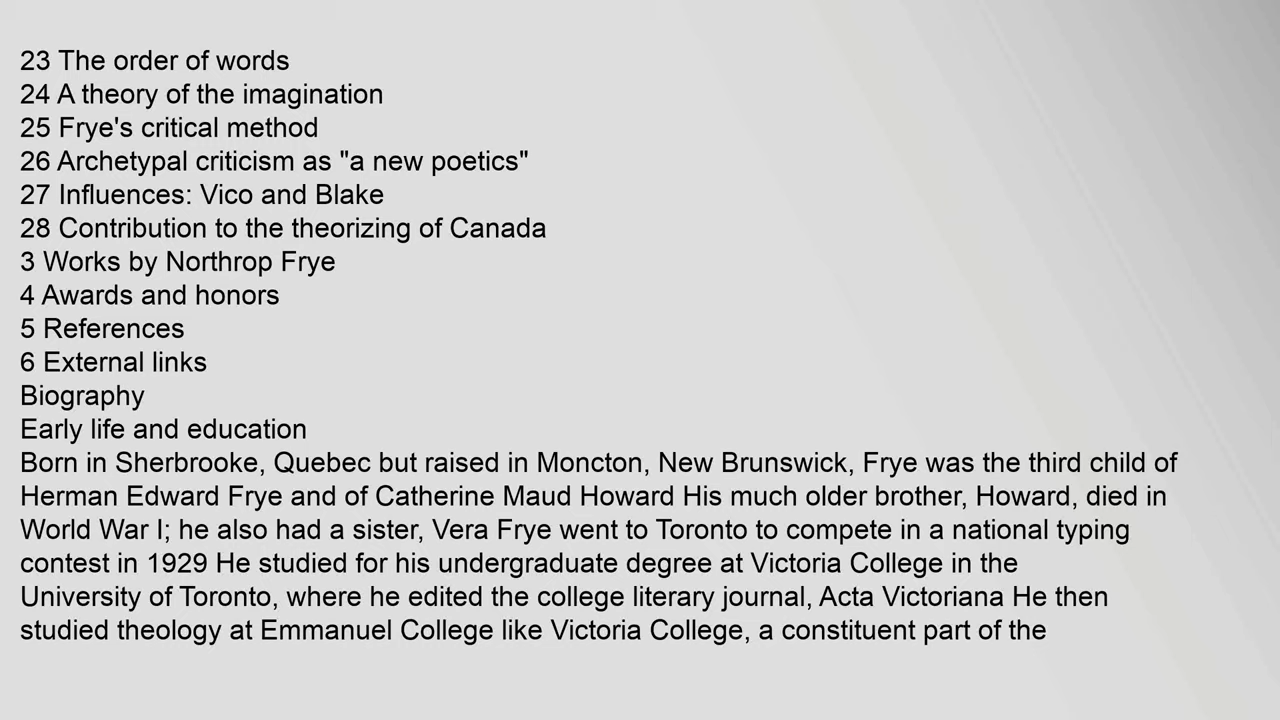 23 The order of words
24 A theory of the imagination
25 Frye's critical method
26 Archetypal criticism as "a new poetics"
27 Influences: Vico and Blake
28 Contribution to the theorizing of Canada
3 Works by Northrop Frye
4 Awards and honors
5 References
6 External links
Biography
Early life and education
Born in Sherbrooke, Quebec but raised in Moncton, New Brunswick, Frye was the third child of
Herman Edward Frye and of Catherine Maud Howard His much older brother, Howard, died in
World War I; he also had a sister, Vera Frye went to Toronto to compete in a national typing
contest in 1929 He studied for his undergraduate degree at Victoria College in the
University of Toronto, where he edited the college literary journal, Acta Victoriana He then
studied theology at Emmanuel College like Victoria College, a constituent part of the